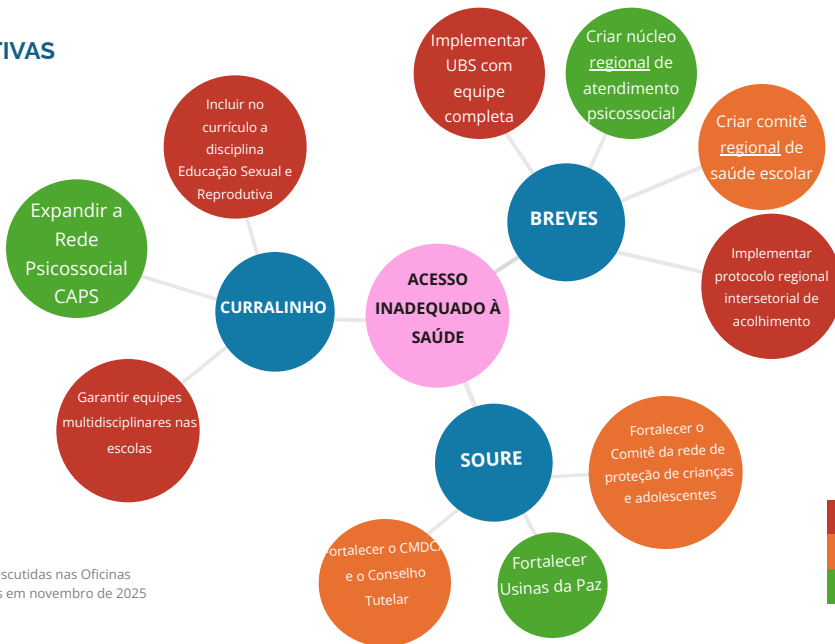 TIVAS
Implementar
UBS com
equipe
completa
Criar núcleo
regional de
atendimento
psicossocial
Criar comitê
regional de
saúde escolar
Implementar
protocolo regional
intersetorial de
acolhimento
BREVES
Incluir no
currículo a
disciplina
Educação Sexual e
Reprodutiva
Expandir a
Rede
Psicossocial
CAPS
Garantir equipes
multidisciplinares nas
escolas
CURRALINHO
ACESSO
INADEQUADO À
SAÚDE
SOURE
Fortalecer o
Comitê da rede de
proteção de crianças
e adolescentes
Fortalecer
Usinas da Paz
ortalecer o CMDC
e o Conselho
Tutelar
scutidas nas Oficinas
s em novembro de 2025